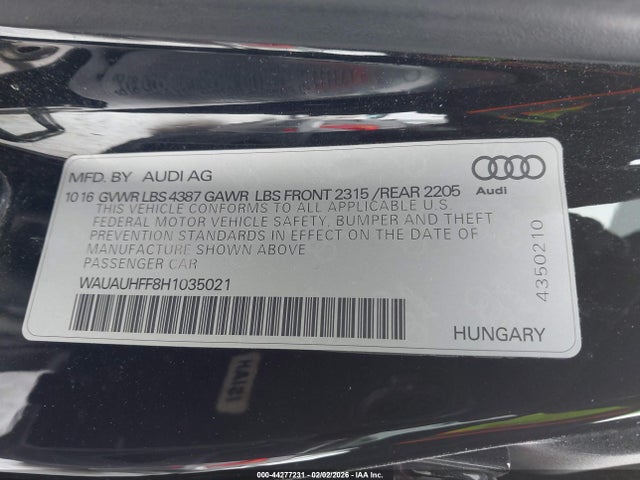 MFD. BY AUDI AG
10 16 GVWR LBS 4387 GAWR LBS FRONT 2315 /REAR 2205
THIS VEHICLE CONFORMS TO ALL APPLICABLE U.S.
FEDERAL MOTOR VEHICLE SAFETY, BUMPER AND THEFT
PREVENTION STANDARDS IN EFFECT ON THE DATE OF
MANUFACTURE SHOWN ABOVE
PASSENGER CAR
WAUAUHFF8H1035021
Audi
4350210
HUNGARY
000-44277231 - 02/02/2026 - IAAI.COM